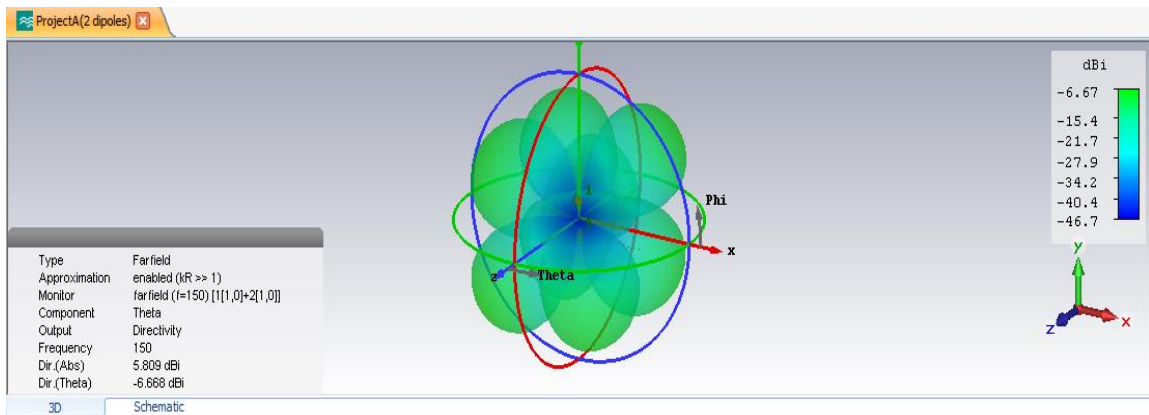 ProjectA(2 dipoles)
dBi
-6.67
-15.4
-21.7
-27.9
-34.2
-40.4
-46.7
Phi
x
z
Theta
1
y
z
x
Type Farfield
Approximation enabled (kR >> 1)
Monitor farfield (f=150) [1[1,0]+2[1,0]]
Component Theta
Output Directivity
Frequency 150
Dir.(Abs) 5.809 dBi
Dir.(Theta) -6.668 dBi
3D Schematic